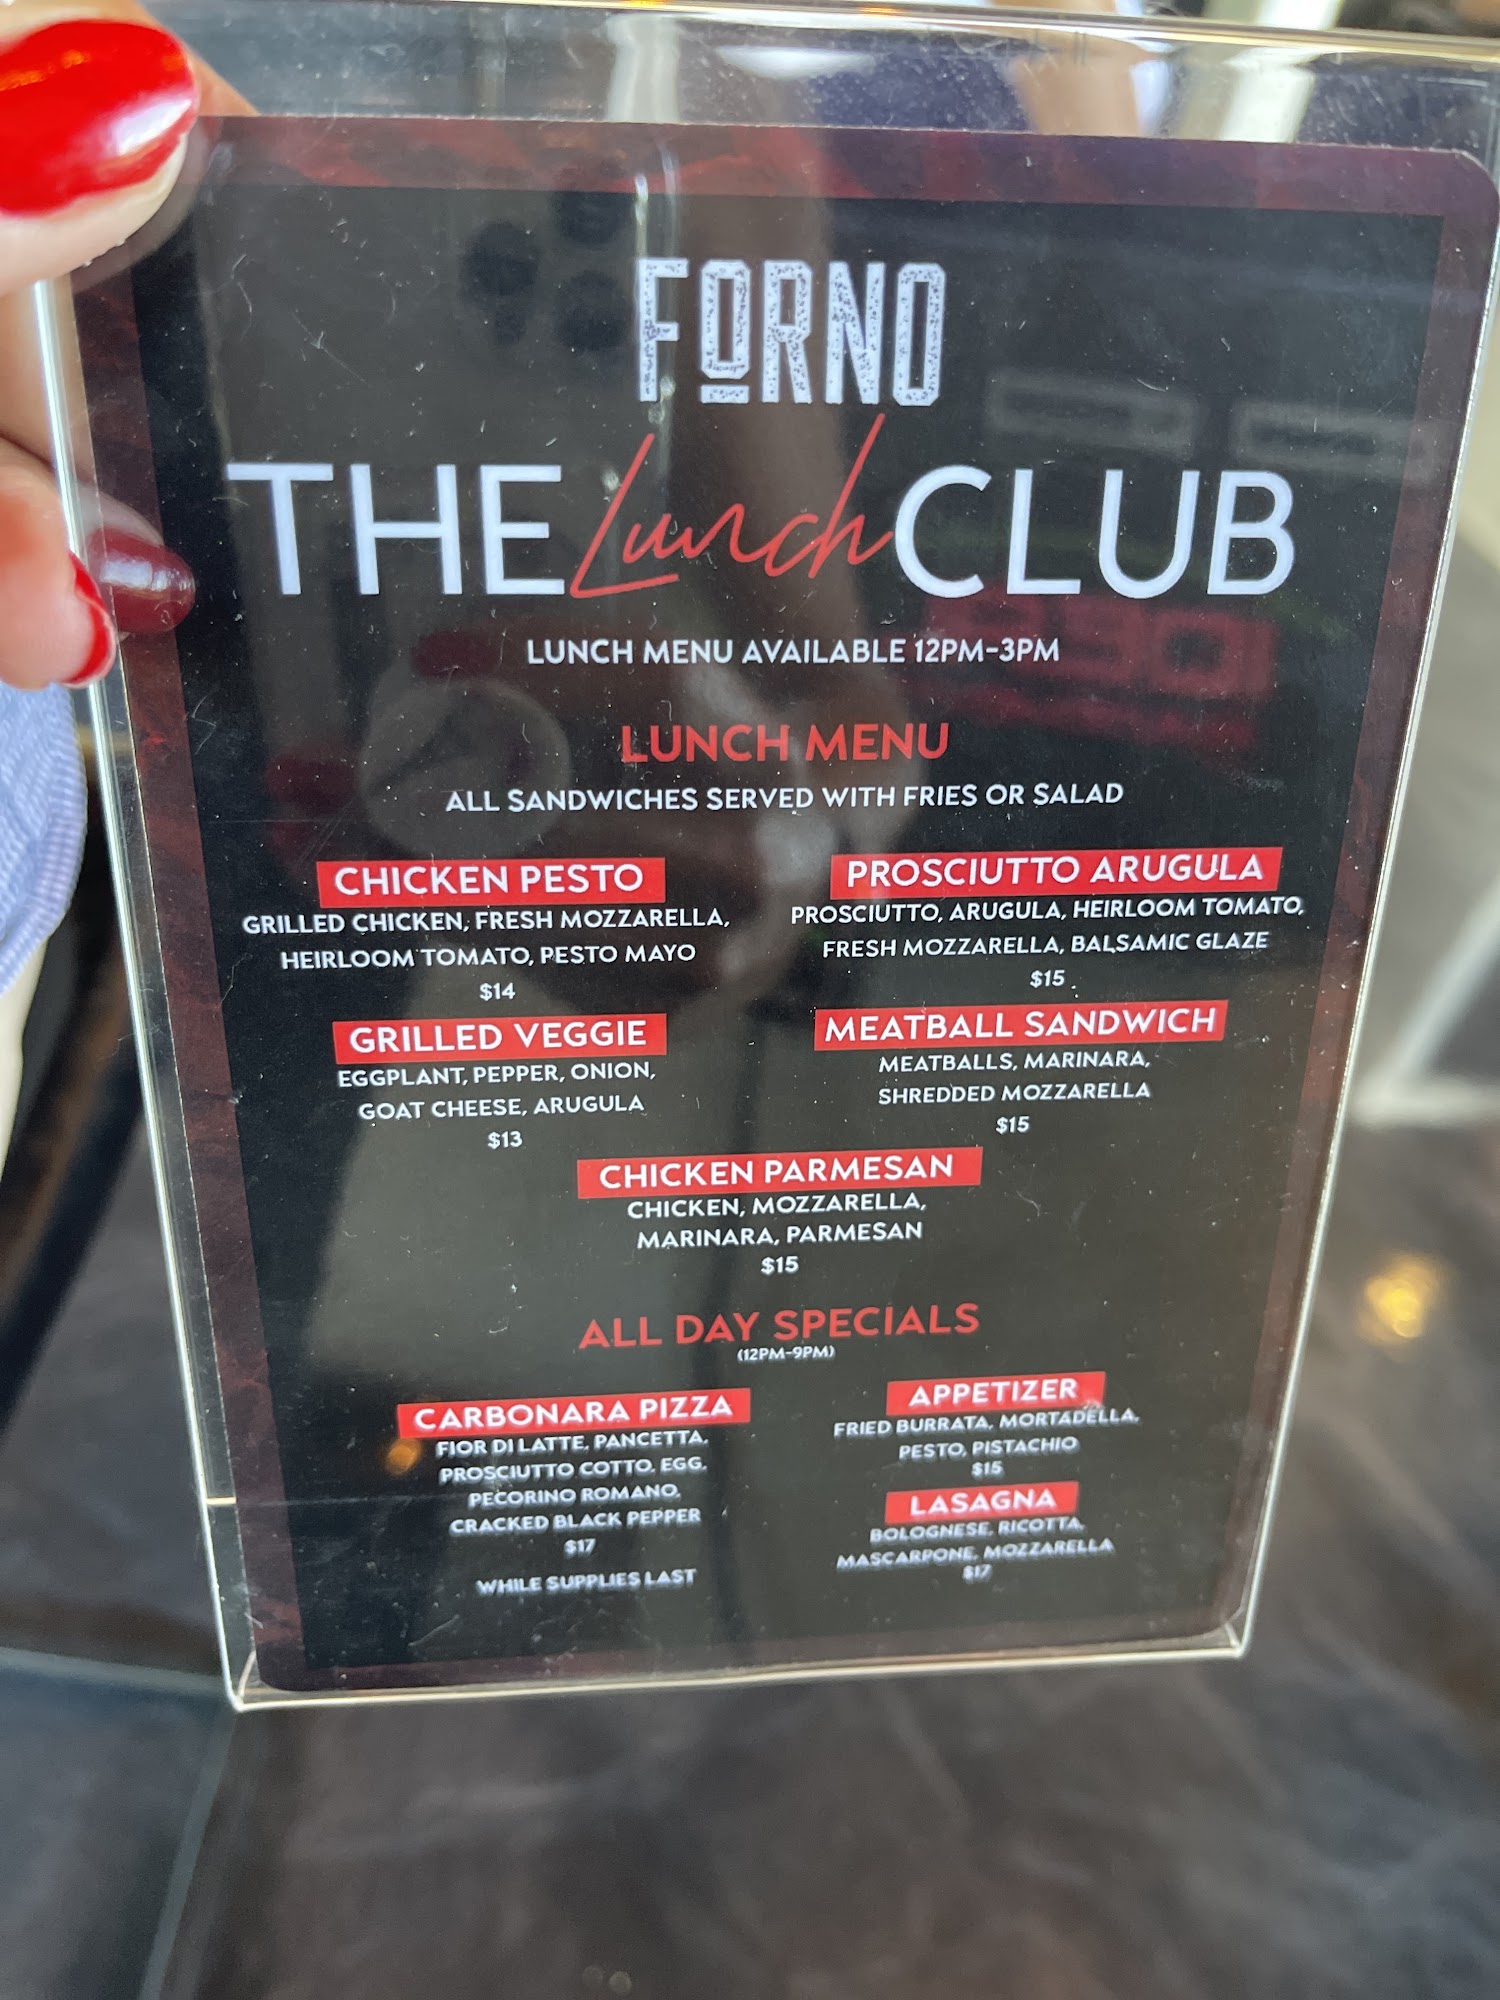 FORNO
THE Lunch CLUB
LUNCH MENU AVAILABLE 12PM-3PM
LUNCH MENU
ALL SANDWICHES SERVED WITH FRIES OR SALAD
CHICKEN PESTO
GRILLED CHICKEN, FRESH MOZZARELLA,
HEIRLOOM TOMATO, PESTO MAYO
$14
PROSCIUTTO ARUGULA
PROSCIUTTO, ARUGULA, HEIRLOOM TOMATO,
FRESH MOZZARELLA, BALSAMIC GLAZE
$15
GRILLED VEGGIE
EGGPLANT, PEPPER, ONION,
GOAT CHEESE, ARUGULA
$13
MEATBALL SANDWICH
MEATBALLS, MARINARA,
SHREDDED MOZZARELLA
$15
CHICKEN PARMESAN
CHICKEN, MOZZARELLA,
MARINARA, PARMESAN
$15
ALL DAY SPECIALS
(12PM-9PM)
CARBONARA PIZZA
FIOR DI LATTE, PANCETTA,
PROSCIUTTO COTTO, EGG,
PECORINO ROMANO,
CRACKED BLACK PEPPER
$17
WHILE SUPPLIES LAST
APPETIZER
FRIED BURRATA, MORTADELLA,
PESTO, PISTACHIO
$15
LASAGNA
BOLOGNESE, RICOTTA,
MASCARPONE, MOZZARELLA
$17